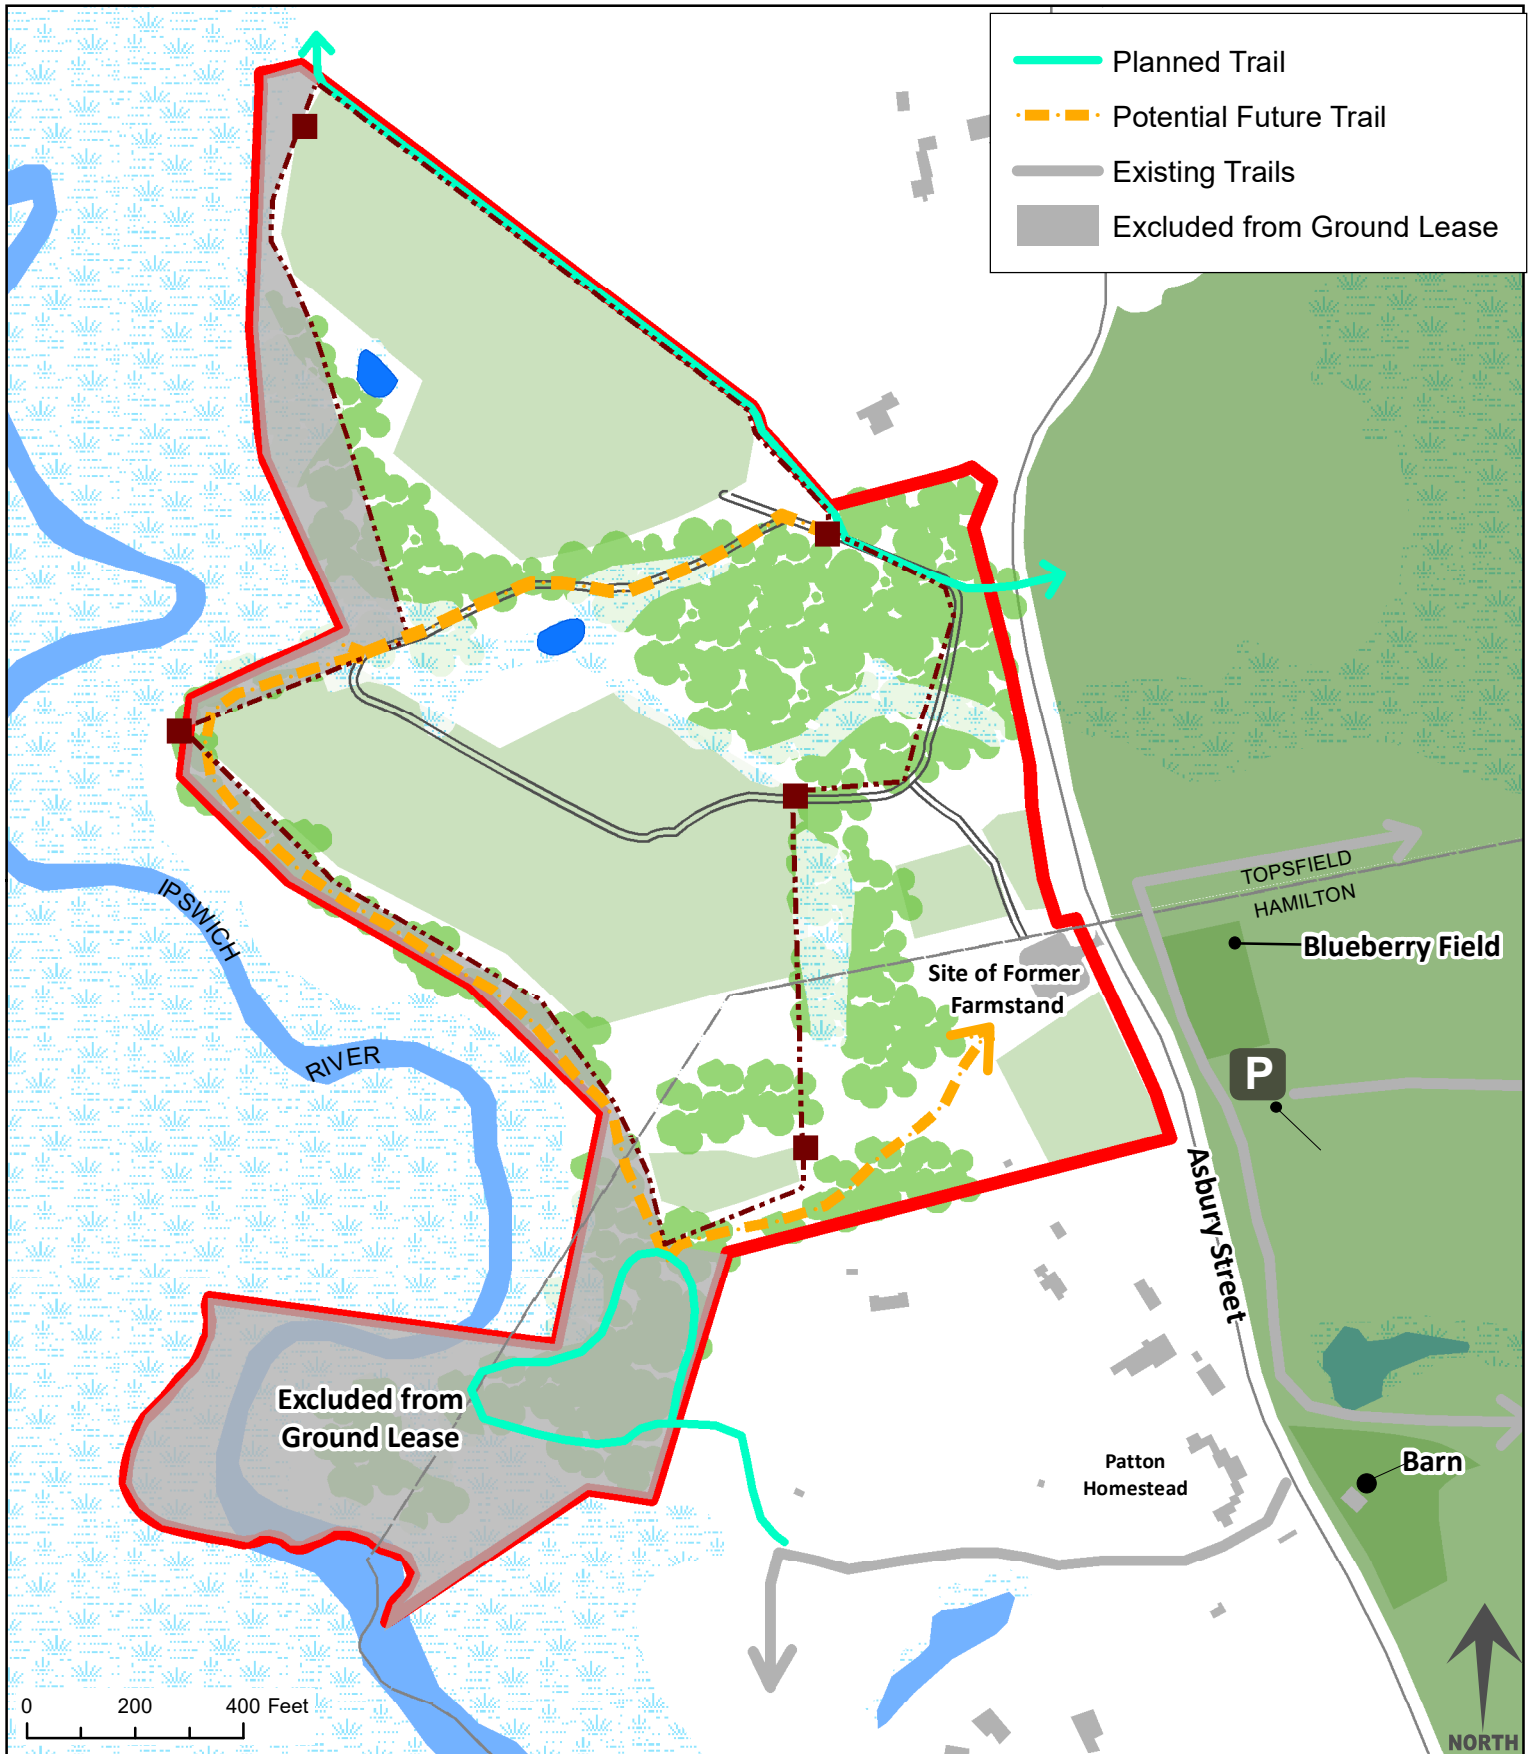 Planned Trail
Potential Future Trail
Existing Trails
Excluded from Ground Lease
TOPSFIELD
HAMILTON
Blueberry Field
IPSWICH
RIVER
Site of Former
Farmstand
P
Asbury Street
Excluded from
Ground Lease
Patton
Homestead
Barn
0 200 400 Feet
NORTH